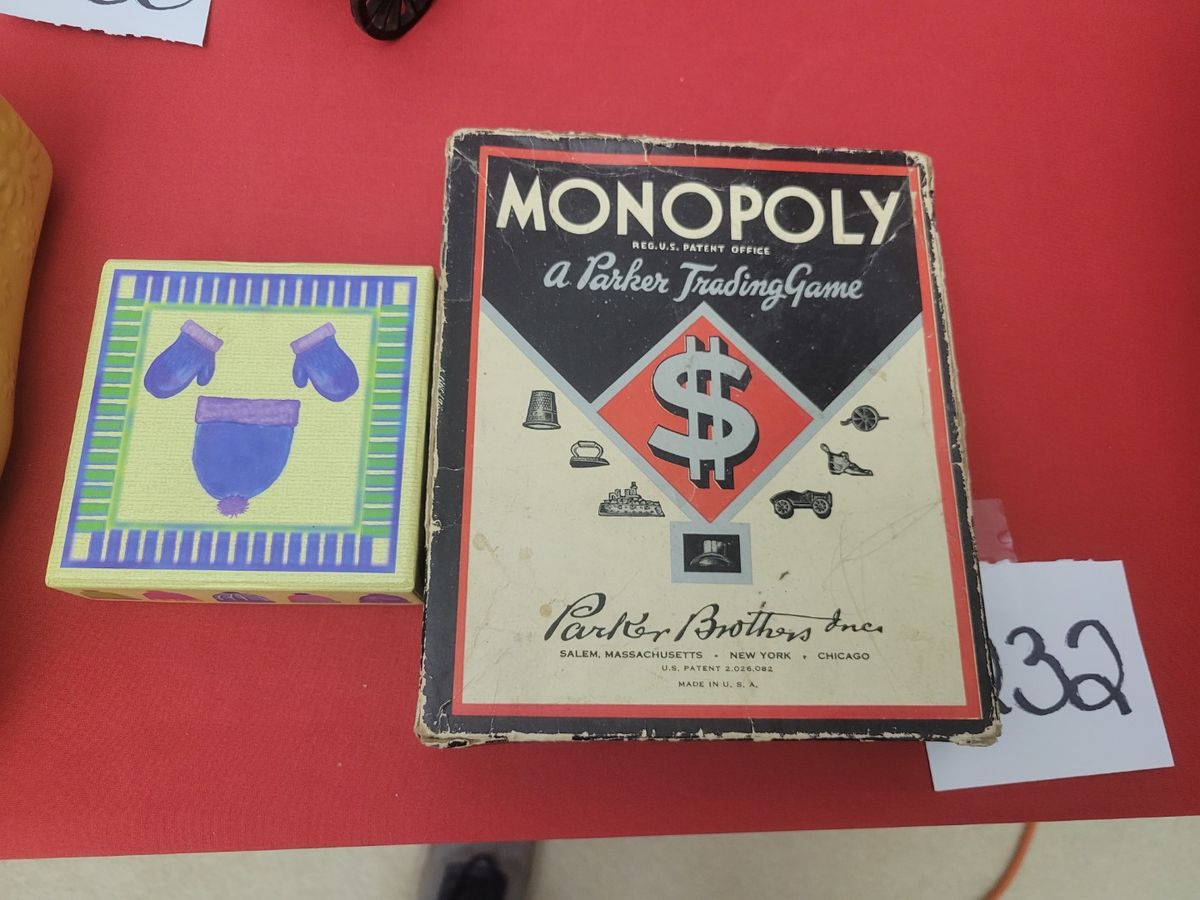 MONOPOLY
REG. U.S. PATENT OFFICE
A Parker Trading Game
$
Parker Brothers Inc.
SALEM, MASSACHUSETTS • NEW YORK • CHICAGO
U.S. PATENT 2,026,082
MADE IN U.S.A.
232